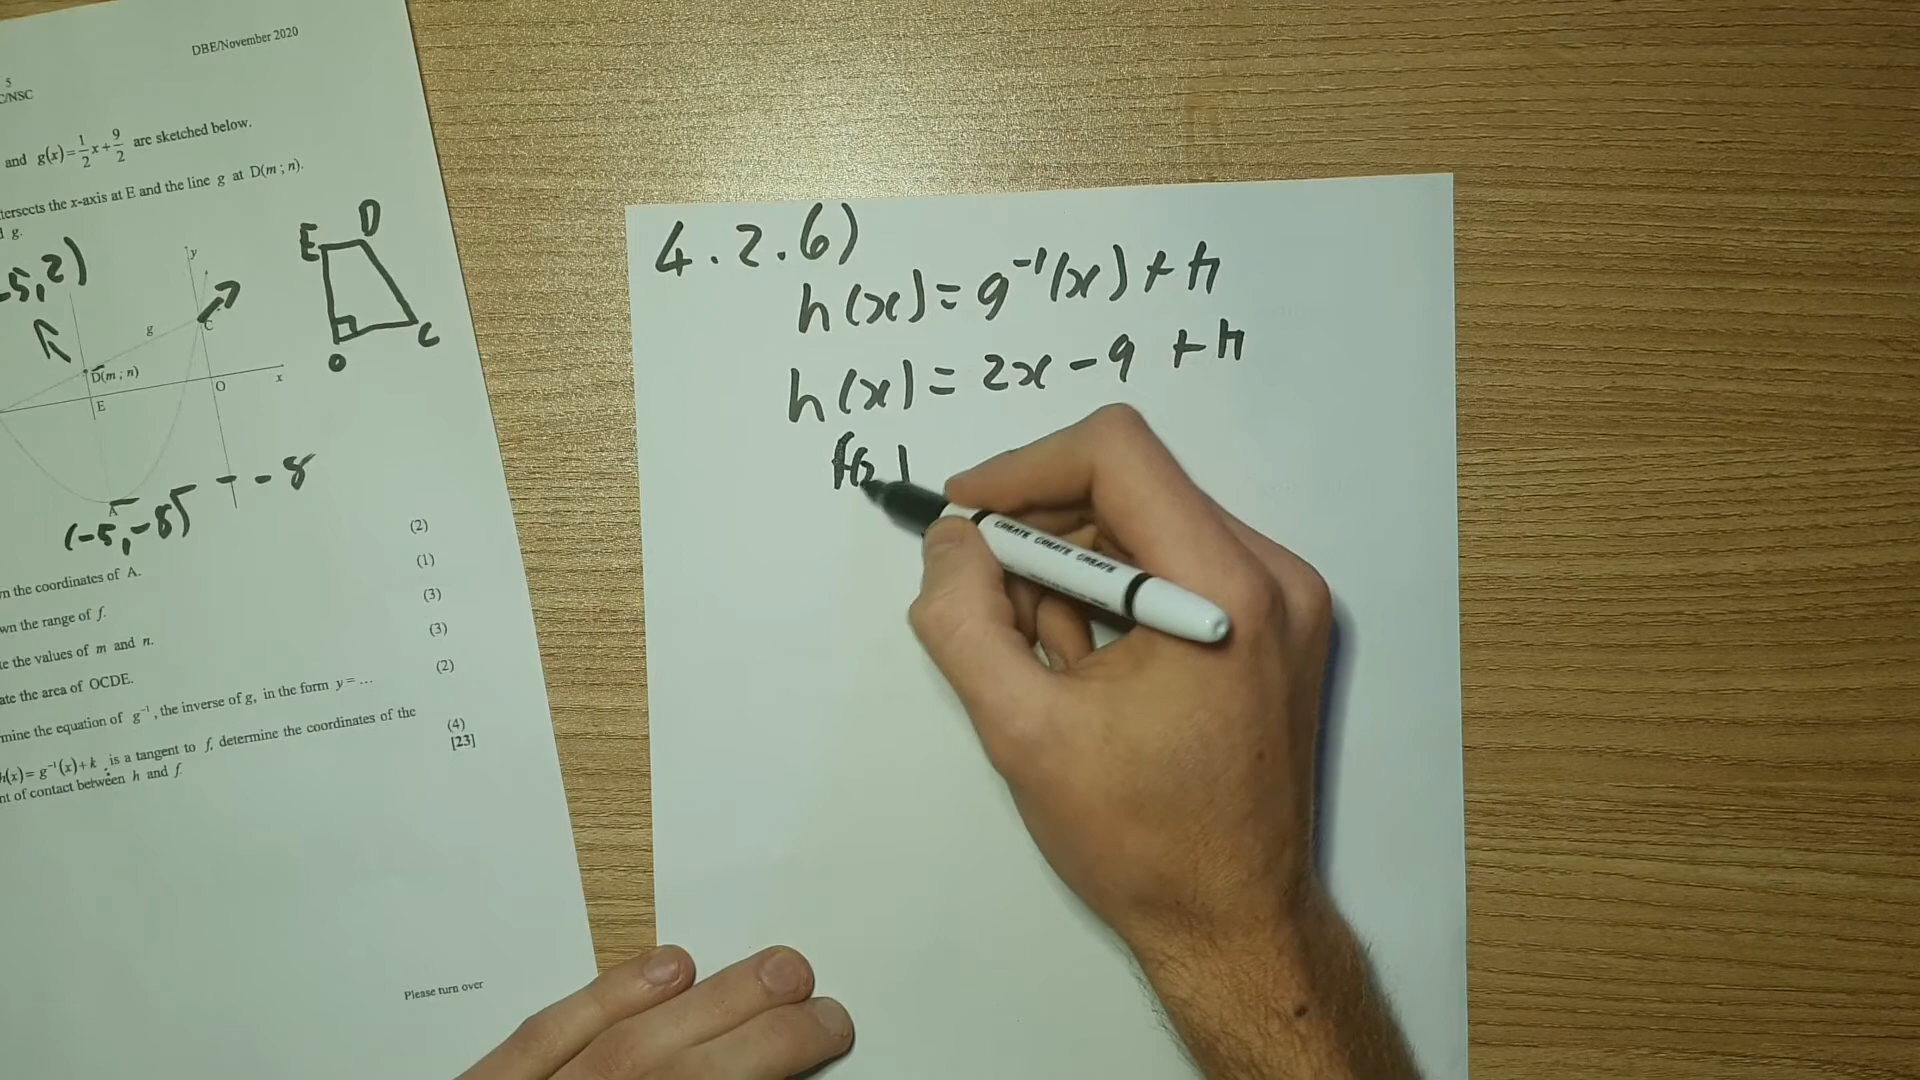 DBE/November 2020
5
C/NSC
and g(x)=1/2x+9/2 are sketched below.
tersects the x-axis at E and the line g at D(m ; n).
g.
-5,2)
E D
O C
y
g
C
D(m ; n)
E
O
x
- - 8
A
(-5,-8)
(2)
n the coordinates of A.
(1)
wn the range of f.
(3)
te the values of m and n.
(3)
ate the area of OCDE.
(2)
mine the equation of g⁻¹, the inverse of g, in the form y=…
h(x)=g⁻¹(x)+k is a tangent to f, determine the coordinates of the
(4)
nt of contact between h and f.
[23]
Please turn over
4.2.6)
h(x)=g⁻¹(x)+k
h(x)=2x-9+k
CREATE CREATE CREATE